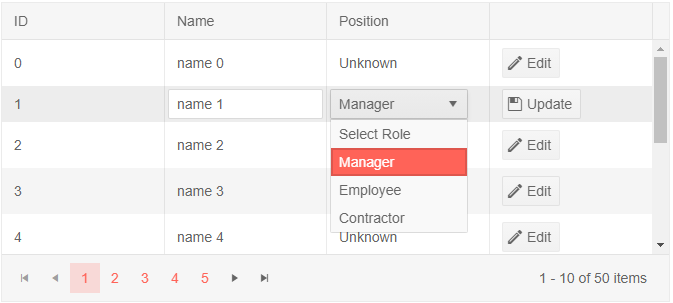 ID Name Position
0 name 0 Unknown Edit
1 name 1 Manager Update
Select Role
2 name 2 Edit
Manager
3 name 3 Employee Edit
Contractor
4 name 4 Unknown Edit
1 2 3 4 5 1 - 10 of 50 items